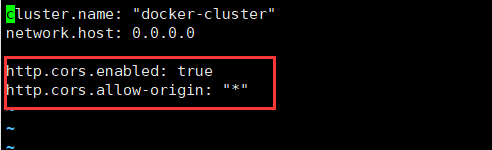 cluster.name: "docker-cluster"
network.host: 0.0.0.0
http.cors.enabled: true
http.cors.allow-origin: "*"
~
~
~